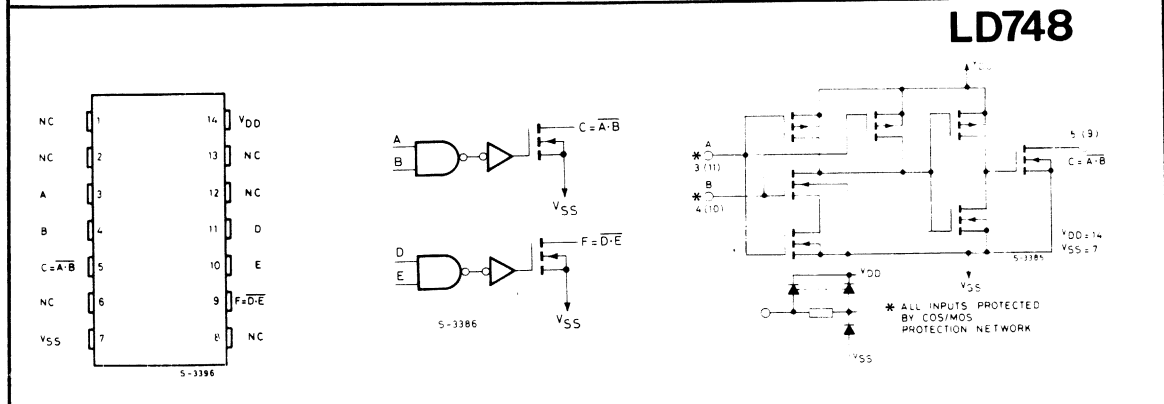 LD748
NC 1 14 VDD
NC 2 13 NC
A 3 12 NC
B 4 11 D
C=A̅·̅B̅ 5 10 E
NC 6 9 F=D̅·̅E̅
VSS 7 8 NC
S-3396
A
B
C=A̅·̅B̅
VSS
D
E
F=D̅·̅E̅
VSS
S-3386
VDD
* A
3 (11)
* B
4 (10)
5 (9)
C=A̅·̅B̅
VDD=14
VSS=7
S-3385
VSS
VDD
VSS
* ALL INPUTS PROTECTED
BY COS/MOS
PROTECTION NETWORK